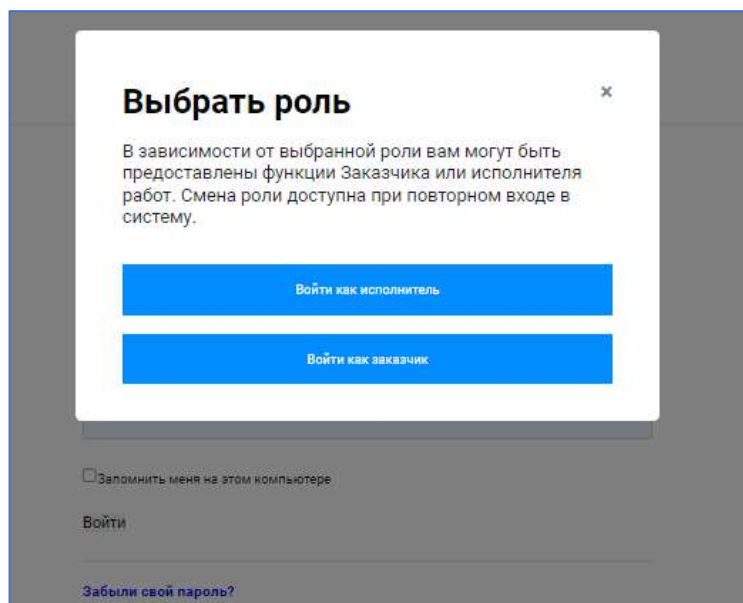 Выбрать роль
×
В зависимости от выбранной роли вам могут быть
предоставлены функции Заказчика или исполнителя
работ. Смена роли доступна при повторном входе в
систему.
Войти как исполнитель
Войти как заказчик
Запомнить меня на этом компьютере
Войти
Забыли свой пароль?